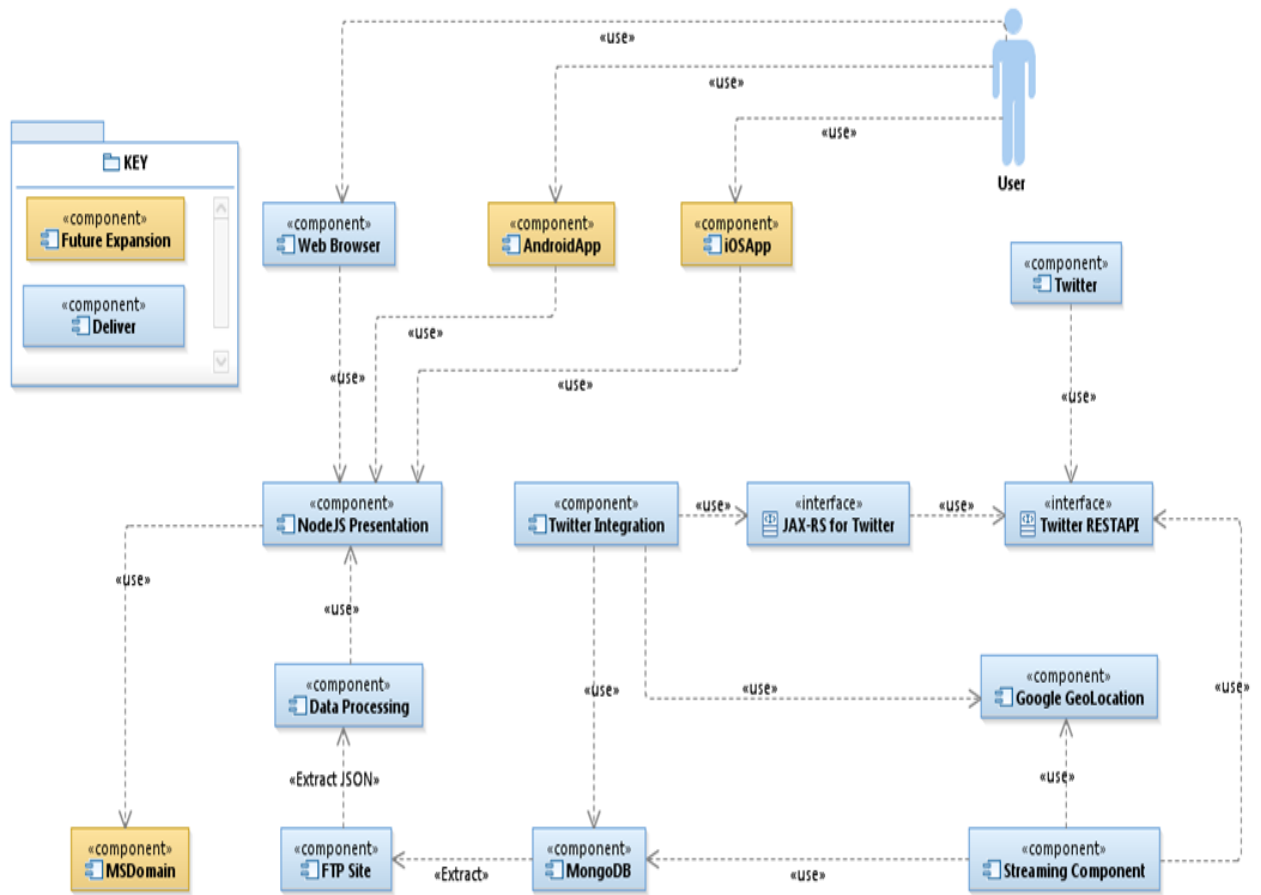 «use»
«use»
«use»
User
KEY
«component»
Future Expansion
«component»
Deliver
«component»
Web Browser
«component»
AndroidApp
«component»
iOSApp
«component»
Twitter
«use»
«use»
«use»
«use»
«component»
NodeJS Presentation
«component»
Twitter Integration
«use»
«interface»
JAX-RS for Twitter
«use»
«interface»
Twitter RESTAPI
«use»
«use»
«component»
Data Processing
«use»
«use»
«component»
Google GeoLocation
«use»
«Extract JSON»
«use»
«component»
MSDomain
«component»
FTP Site
«Extract»
«component»
MongoDB
«use»
«component»
Streaming Component